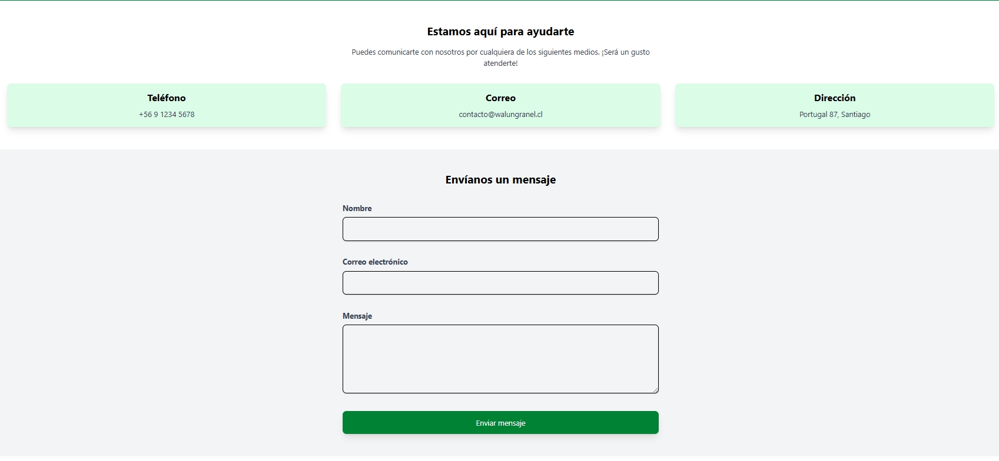 Estamos aquí para ayudarte
Puedes comunicarte con nosotros por cualquiera de los siguientes medios. ¡Será un gusto
atenderte!
Teléfono
+56 9 1234 5678
Correo
contacto@walungranel.cl
Dirección
Portugal 87, Santiago
Envíanos un mensaje
Nombre
Correo electrónico
Mensaje
Enviar mensaje